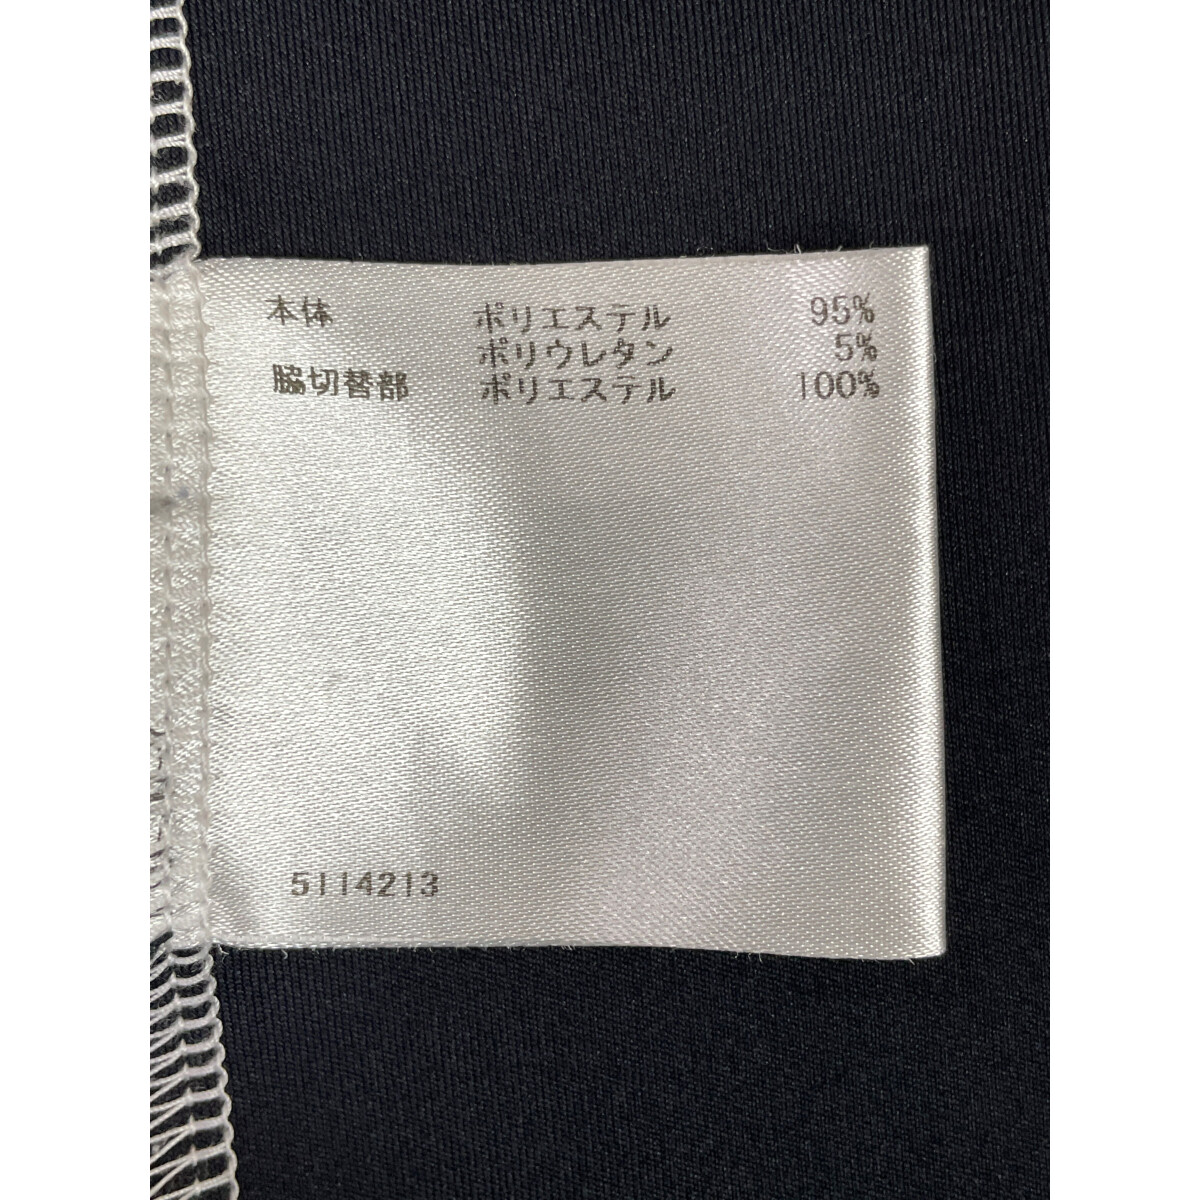 本体 ポリエステル 95%
ポリウレタン 5%
脇切替部 ポリエステル 100%
5114213